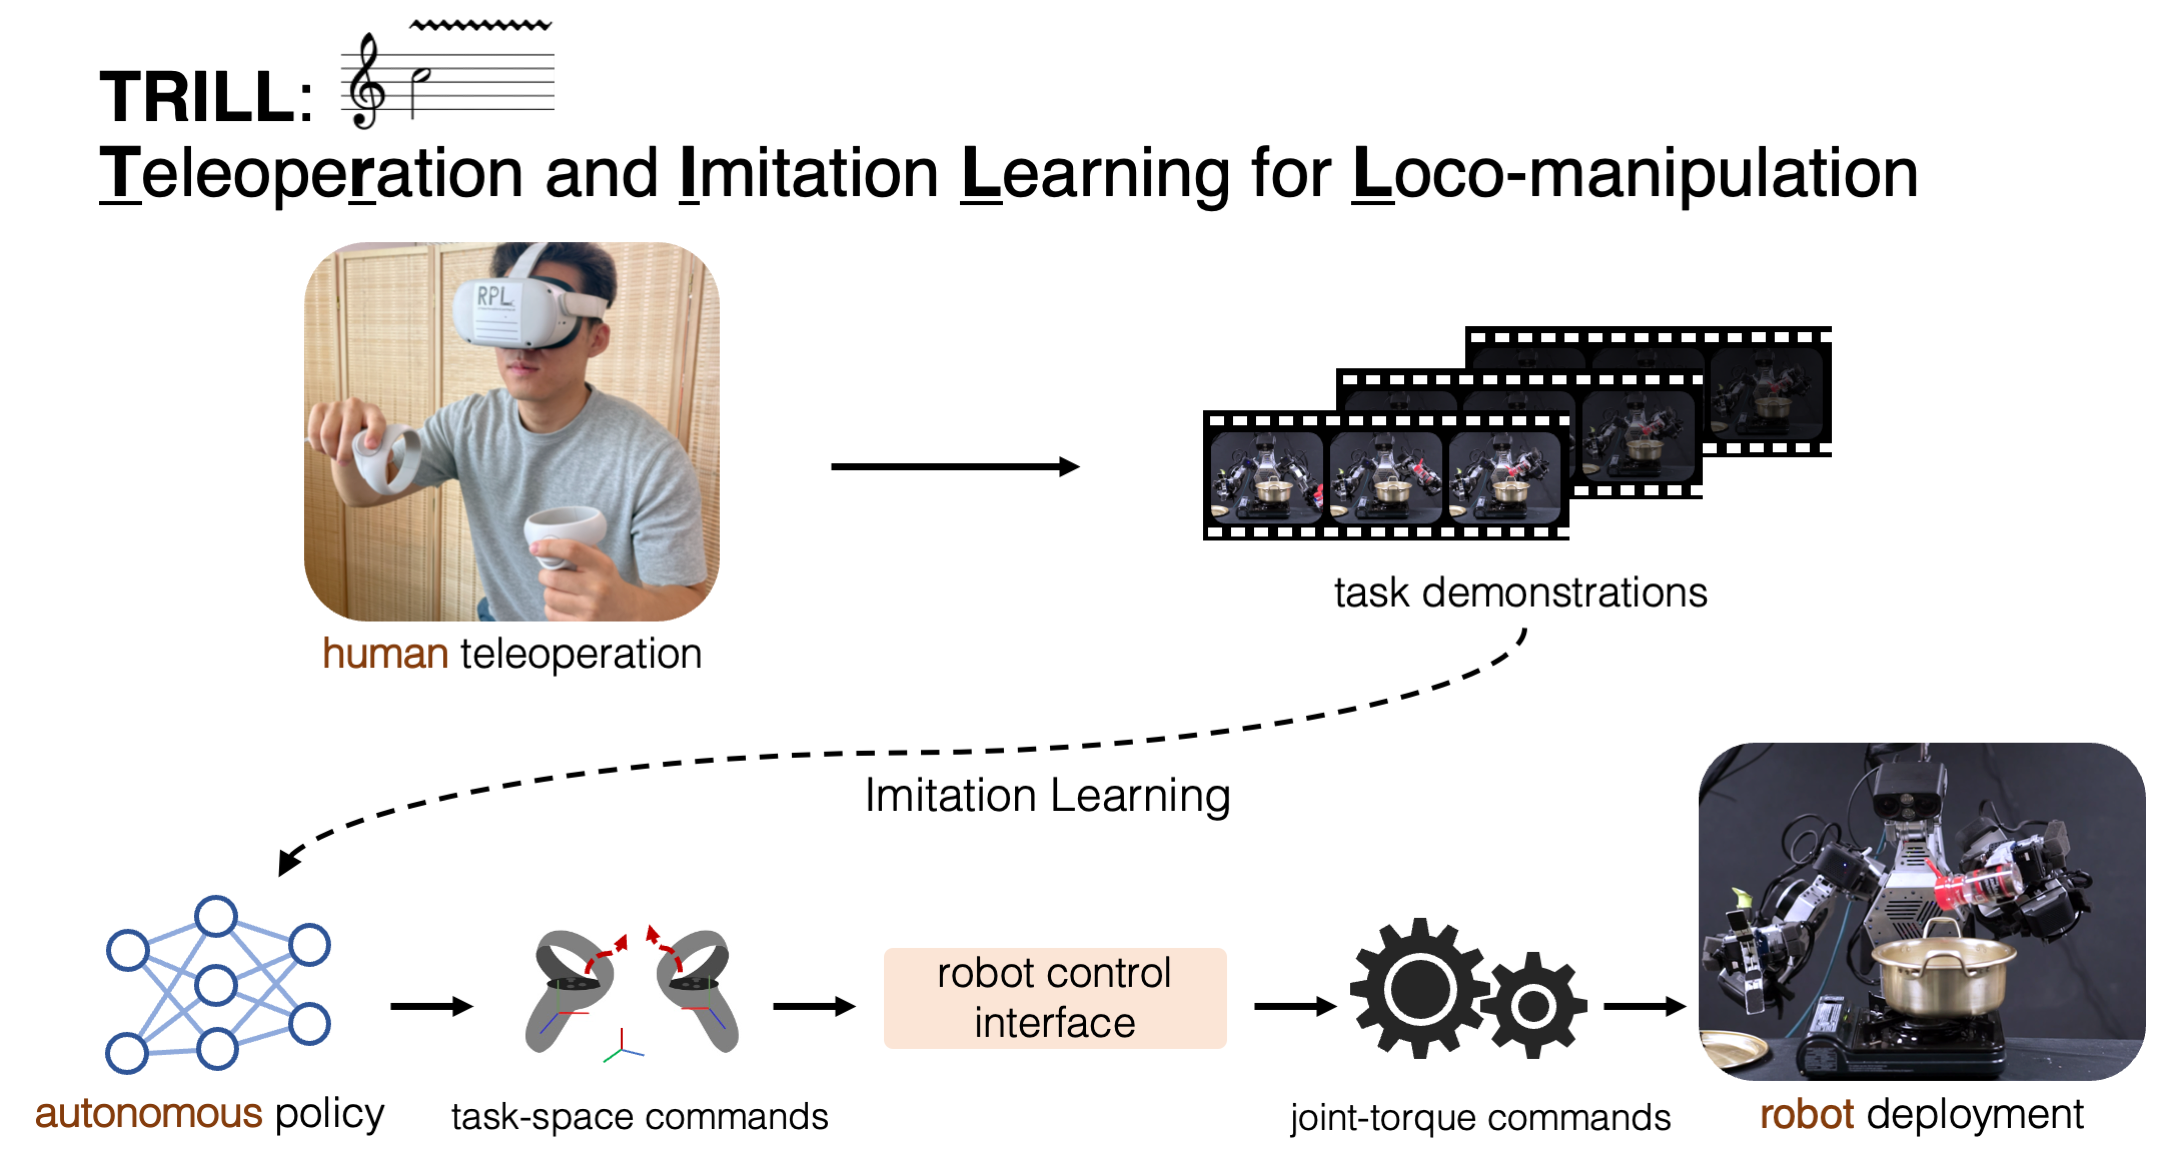 TRILL:
Teleoperation and Imitation Learning for Loco-manipulation
RPL
human teleoperation
task demonstrations
Imitation Learning
autonomous policy
task-space commands
robot control
interface
joint-torque commands
robot deployment